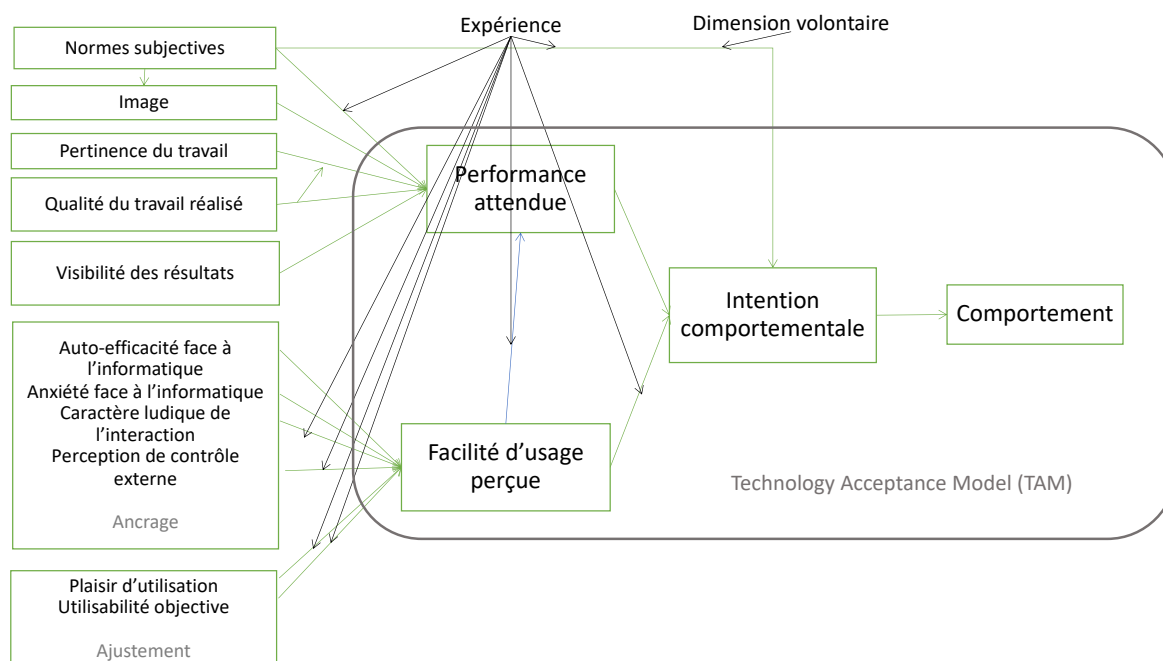 Expérience
Dimension volontaire
Normes subjectives
Image
Pertinence du travail
Qualité du travail réalisé
Visibilité des résultats
Auto-efficacité face à
l’informatique
Anxiété face à l’informatique
Caractère ludique de
l’interaction
Perception de contrôle
externe
Ancrage
Plaisir d’utilisation
Utilisabilité objective
Ajustement
Performance
attendue
Facilité d’usage
perçue
Intention
comportementale
Comportement
Technology Acceptance Model (TAM)